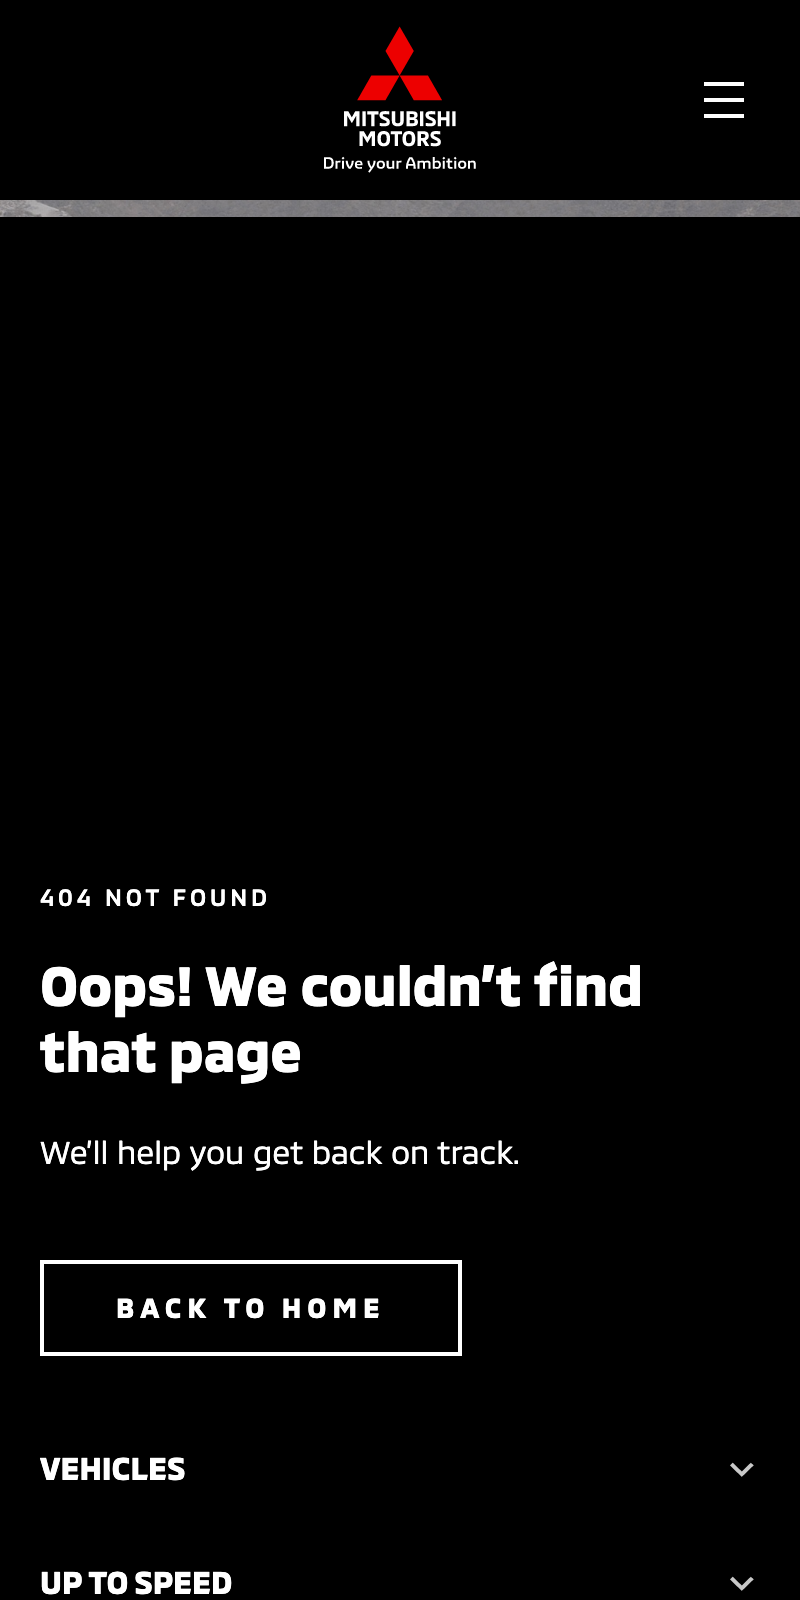 MITSUBISHI
MOTORS
Drive your Ambition
404 NOT FOUND
Oops! We couldn’t find
that page
We’ll help you get back on track.
BACK TO HOME
VEHICLES
UP TO SPEED